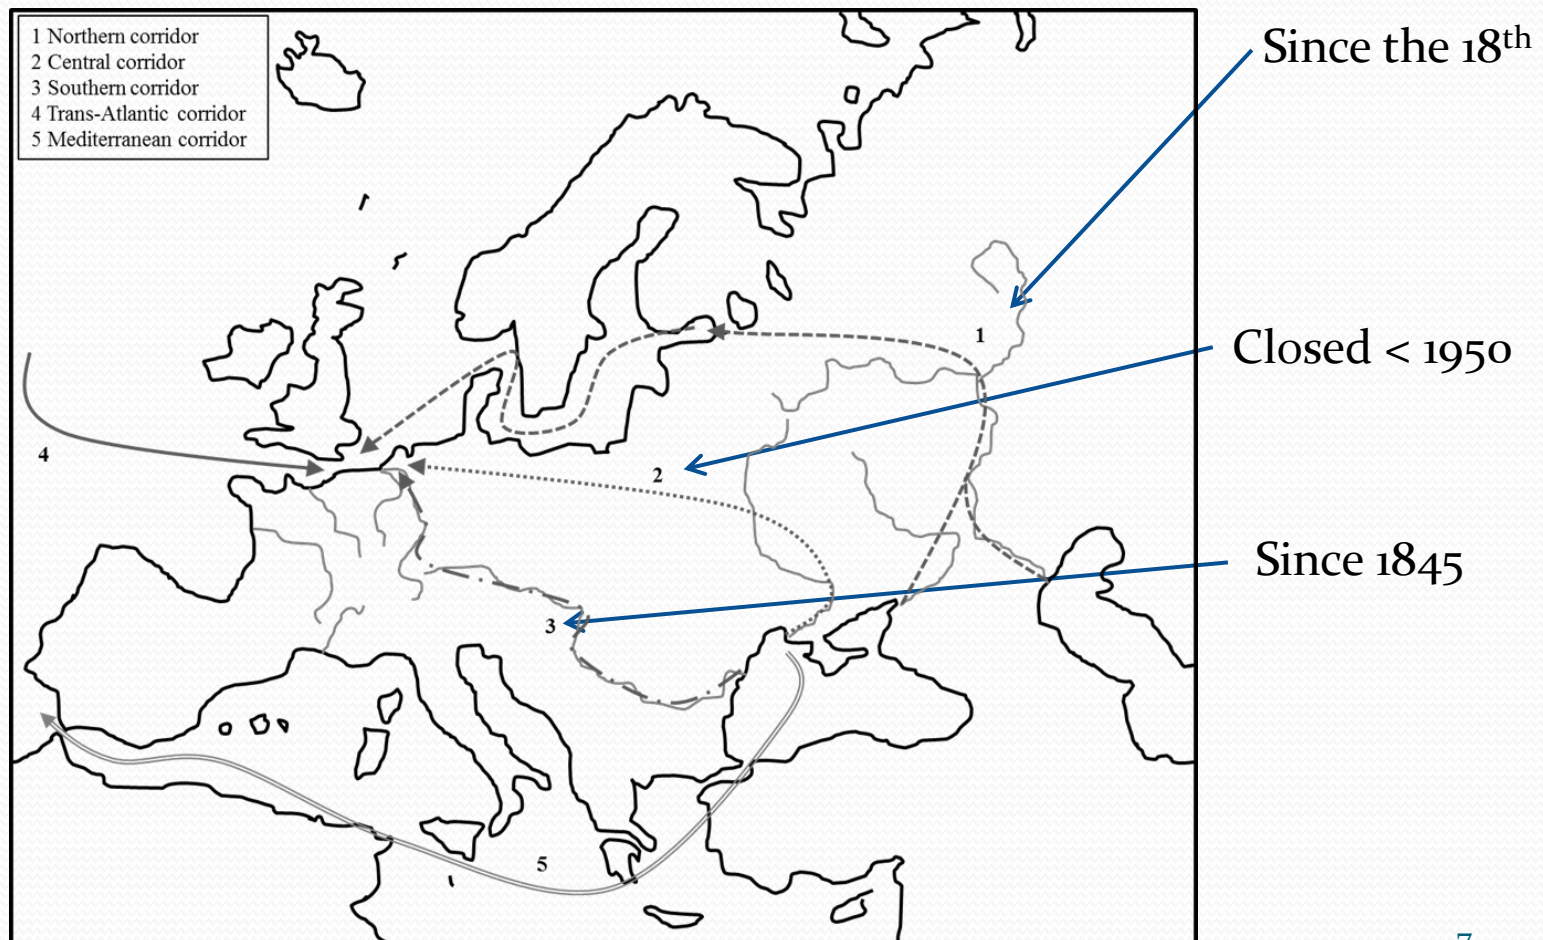 1 Northern corridor
2 Central corridor
3 Southern corridor
4 Trans-Atlantic corridor
5 Mediterranean corridor
Since the 18th
1
Closed < 1950
4
2
Since 1845
3
5
7